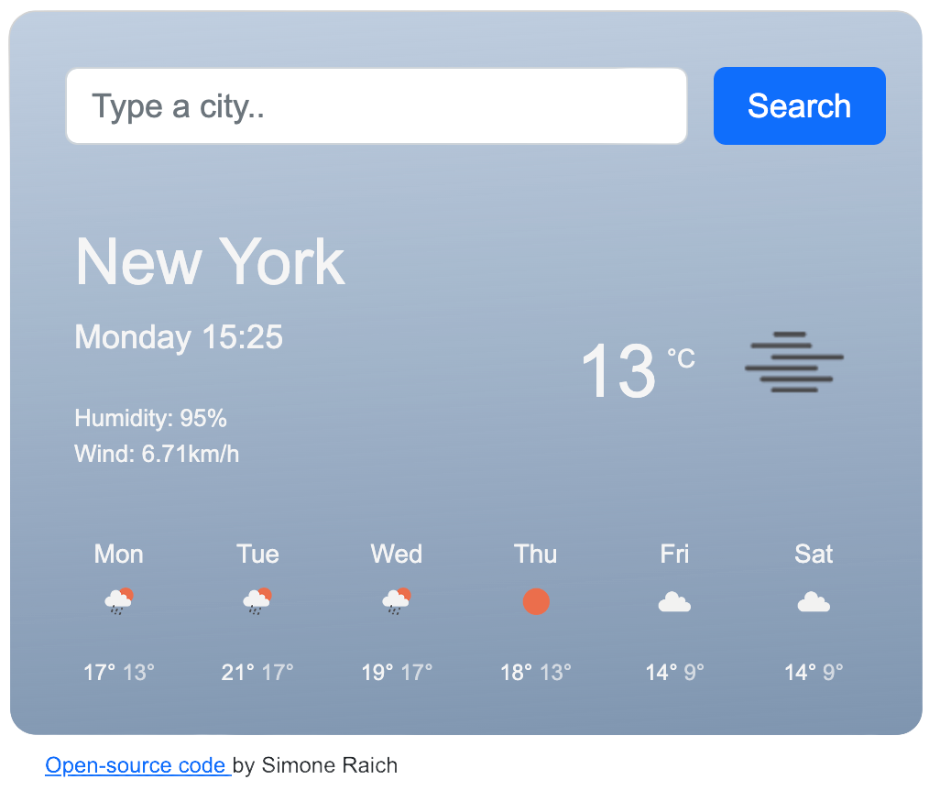 Type a city..
Search
New York
Monday 15:25
13 °C
Humidity: 95%
Wind: 6.71km/h
Mon Tue Wed Thu Fri Sat
17° 13° 21° 17° 19° 17° 18° 13° 14° 9° 14° 9°
Open-source code by Simone Raich